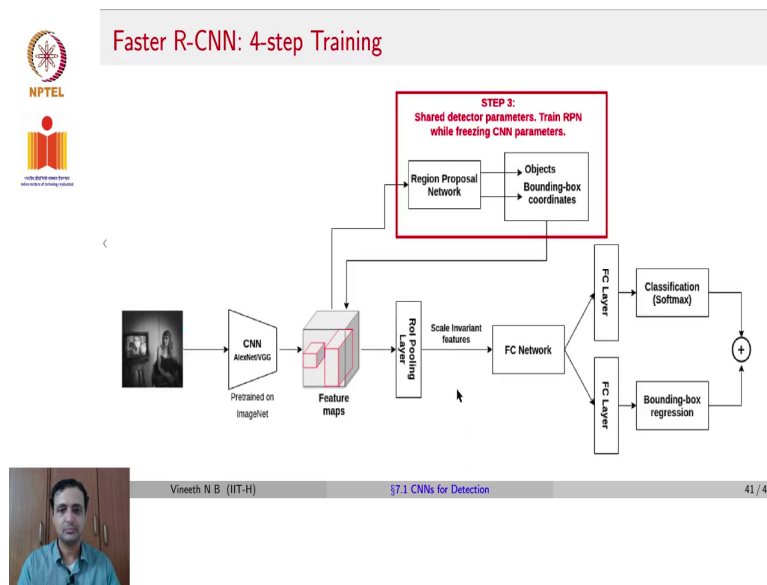 Faster R-CNN: 4-step Training
NPTEL
STEP 3:
Shared detector parameters. Train RPN
while freezing CNN parameters.
Region Proposal
Network
Objects
Bounding-box
coordinates
CNN
AlexNet/VGG
Pretrained on
ImageNet
Feature
maps
RoI Pooling
Layer
Scale Invariant
features
FC Network
FC Layer
Classification
(Softmax)
+
FC Layer
Bounding-box
regression
Vineeth N B (IIT-H)
§7.1 CNNs for Detection
41 / 4